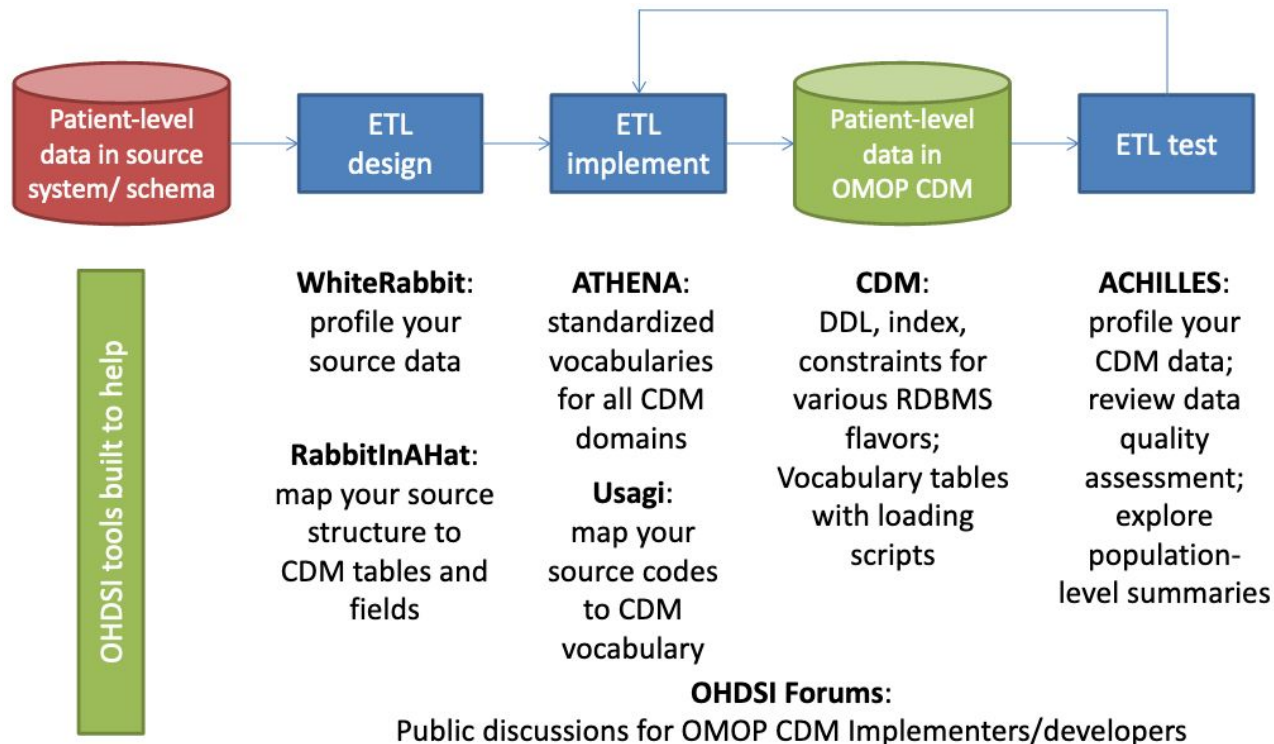 Patient-level
data in source
system/ schema
ETL
design
ETL
implement
Patient-level
data in
OMOP CDM
ETL test
OHDSI tools built to help
WhiteRabbit:
profile your
source data
RabbitInAHat:
map your source
structure to
CDM tables and
fields
ATHENA:
standardized
vocabularies
for all CDM
domains
Usagi:
map your
source codes
to CDM
vocabulary
CDM:
DDL, index,
constraints for
various RDBMS
flavors;
Vocabulary tables
with loading
scripts
ACHILLES:
profile your
CDM data;
review data
quality
assessment;
explore
population-
level summaries
OHDSI Forums:
Public discussions for OMOP CDM Implementers/developers